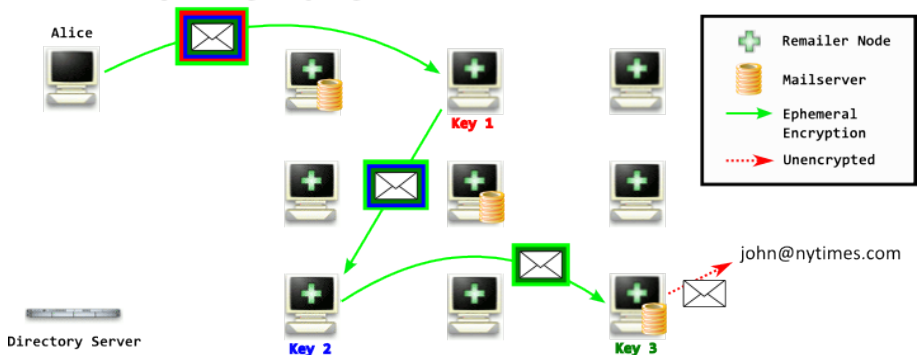 Alice
Key 1
Key 2
Key 3
john@nytimes.com
Directory Server
Remailer Node
Mailserver
Ephemeral
Encryption
Unencrypted